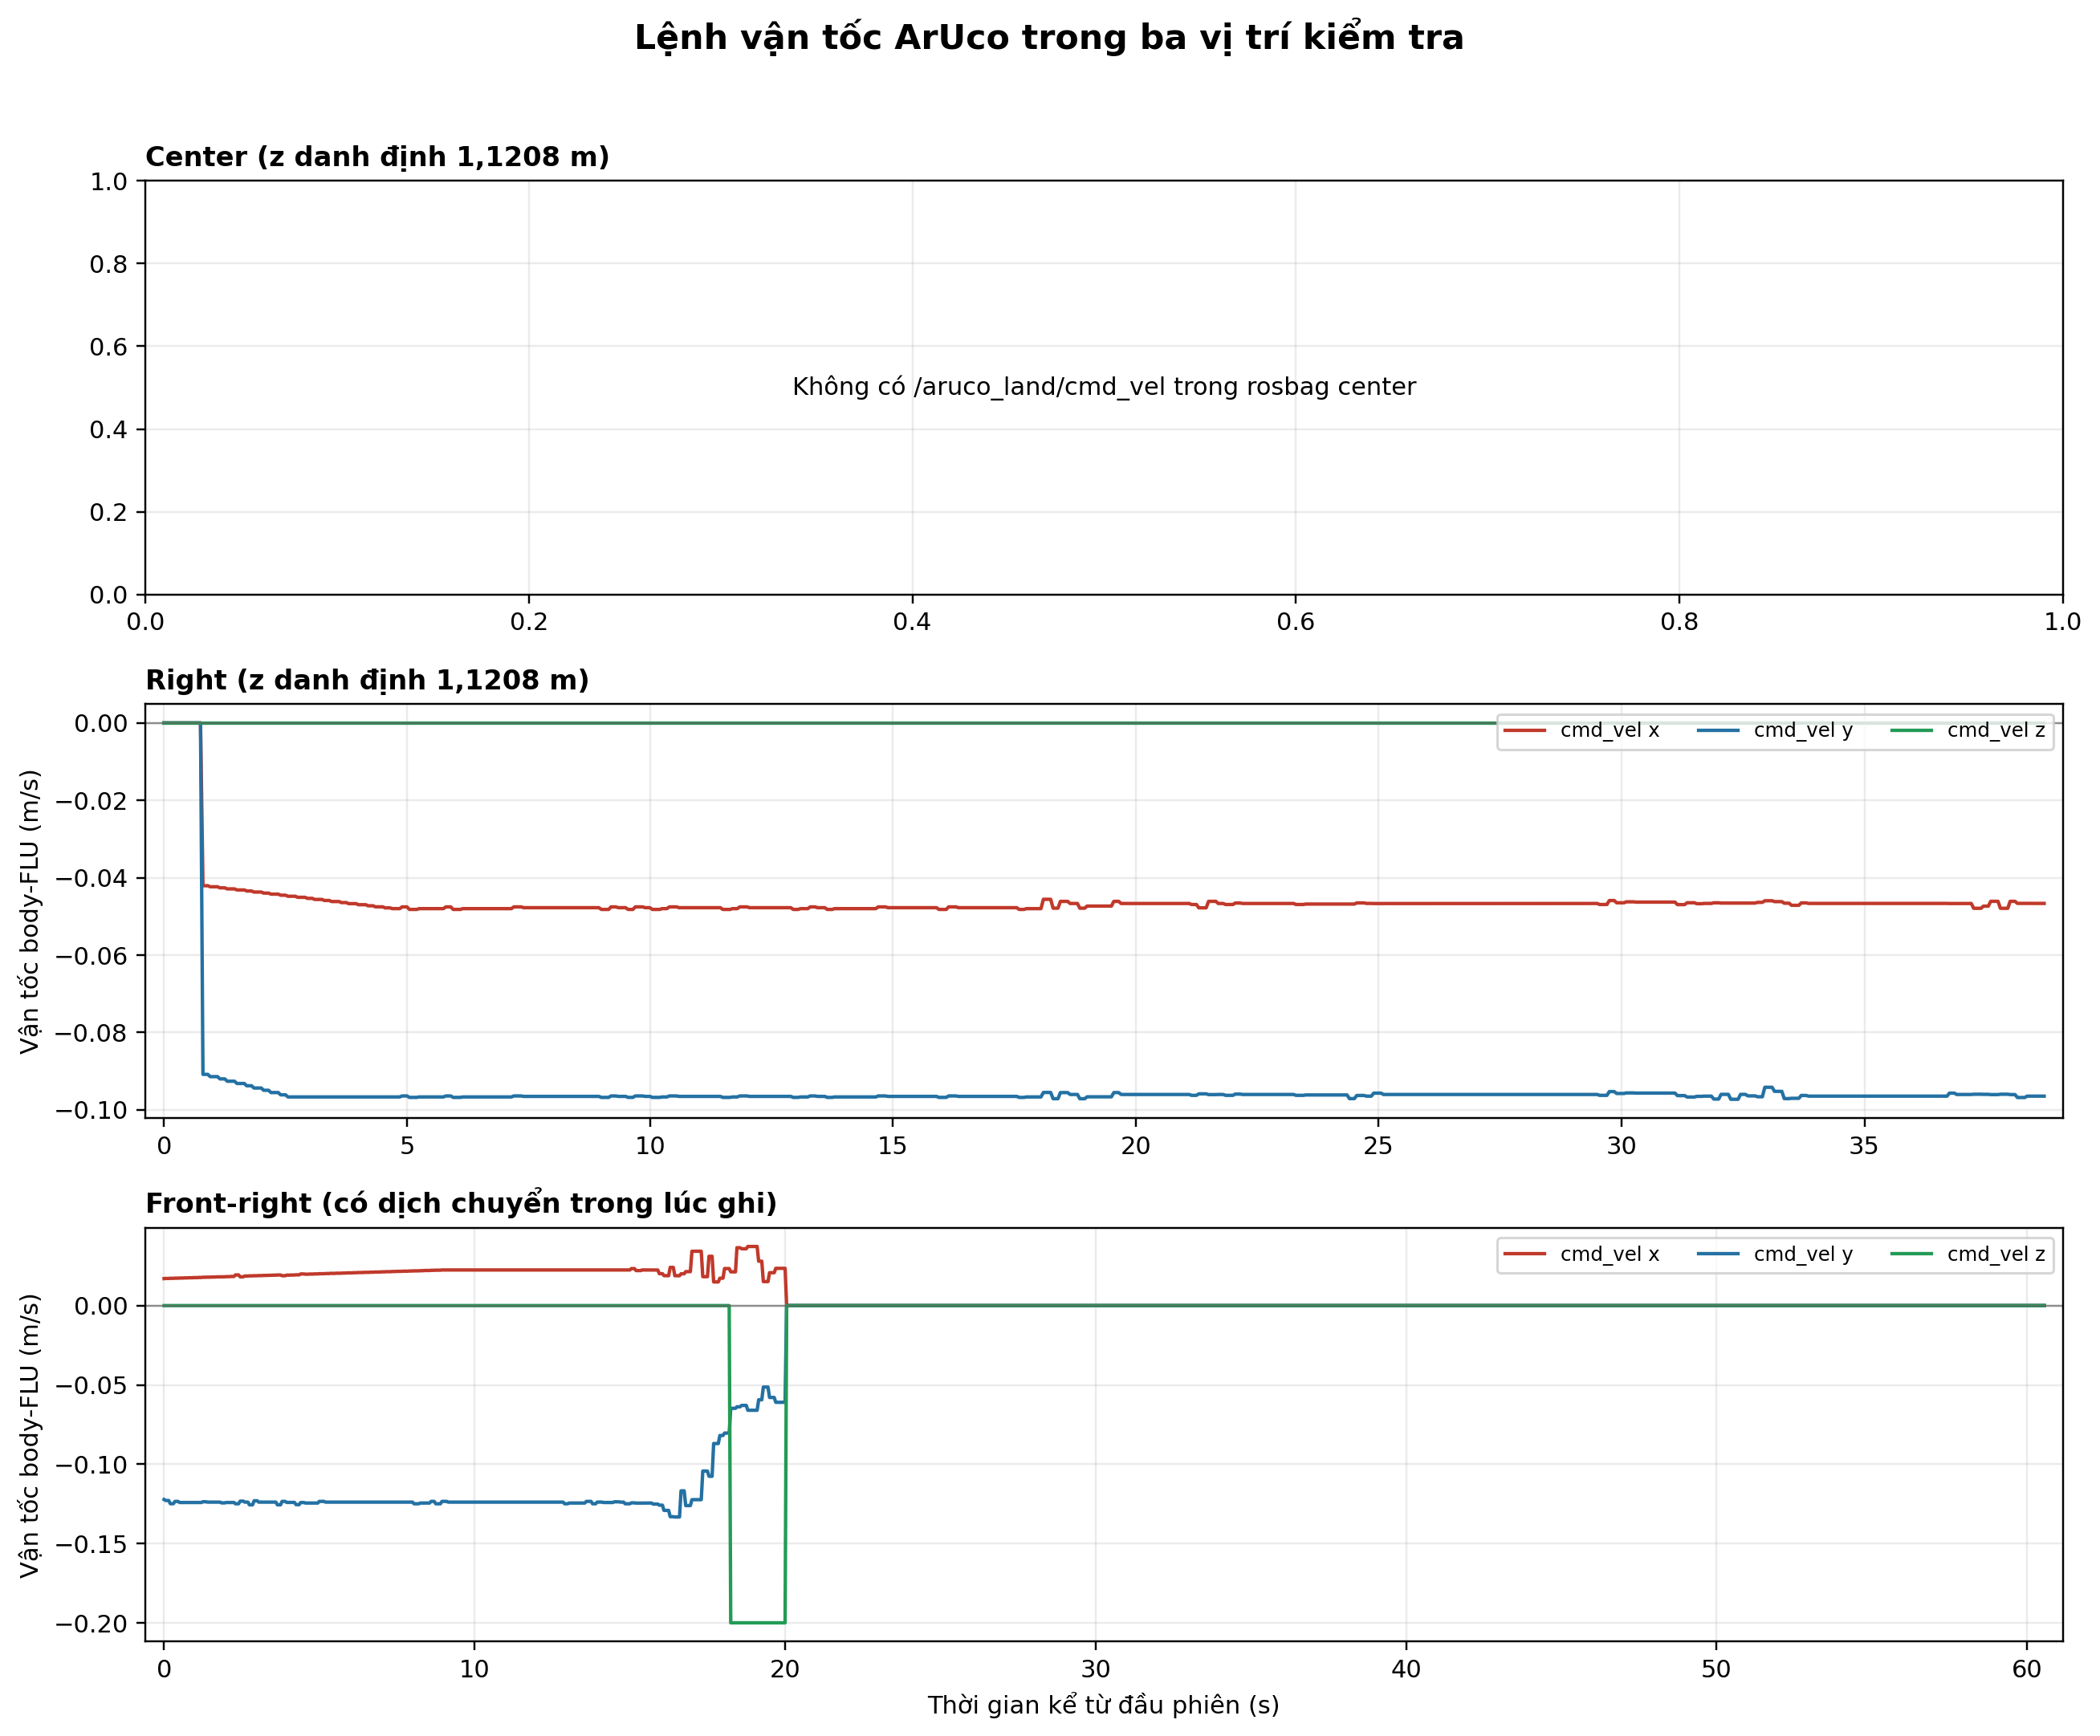 Lệnh vận tốc ArUco trong ba vị trí kiểm tra
Center (z danh định 1,1208 m)
1.0
0.8
0.6
0.4
0.2
0.0
Không có /aruco_land/cmd_vel trong rosbag center
0.0 0.2 0.4 0.6 0.8 1.0
Right (z danh định 1,1208 m)
Vận tốc body-FLU (m/s)
0.00
−0.02
−0.04
−0.06
−0.08
−0.10
cmd_vel x cmd_vel y cmd_vel z
0 5 10 15 20 25 30 35
Front-right (có dịch chuyển trong lúc ghi)
Vận tốc body-FLU (m/s)
0.00
−0.05
−0.10
−0.15
−0.20
cmd_vel x cmd_vel y cmd_vel z
0 10 20 30 40 50 60
Thời gian kể từ đầu phiên (s)